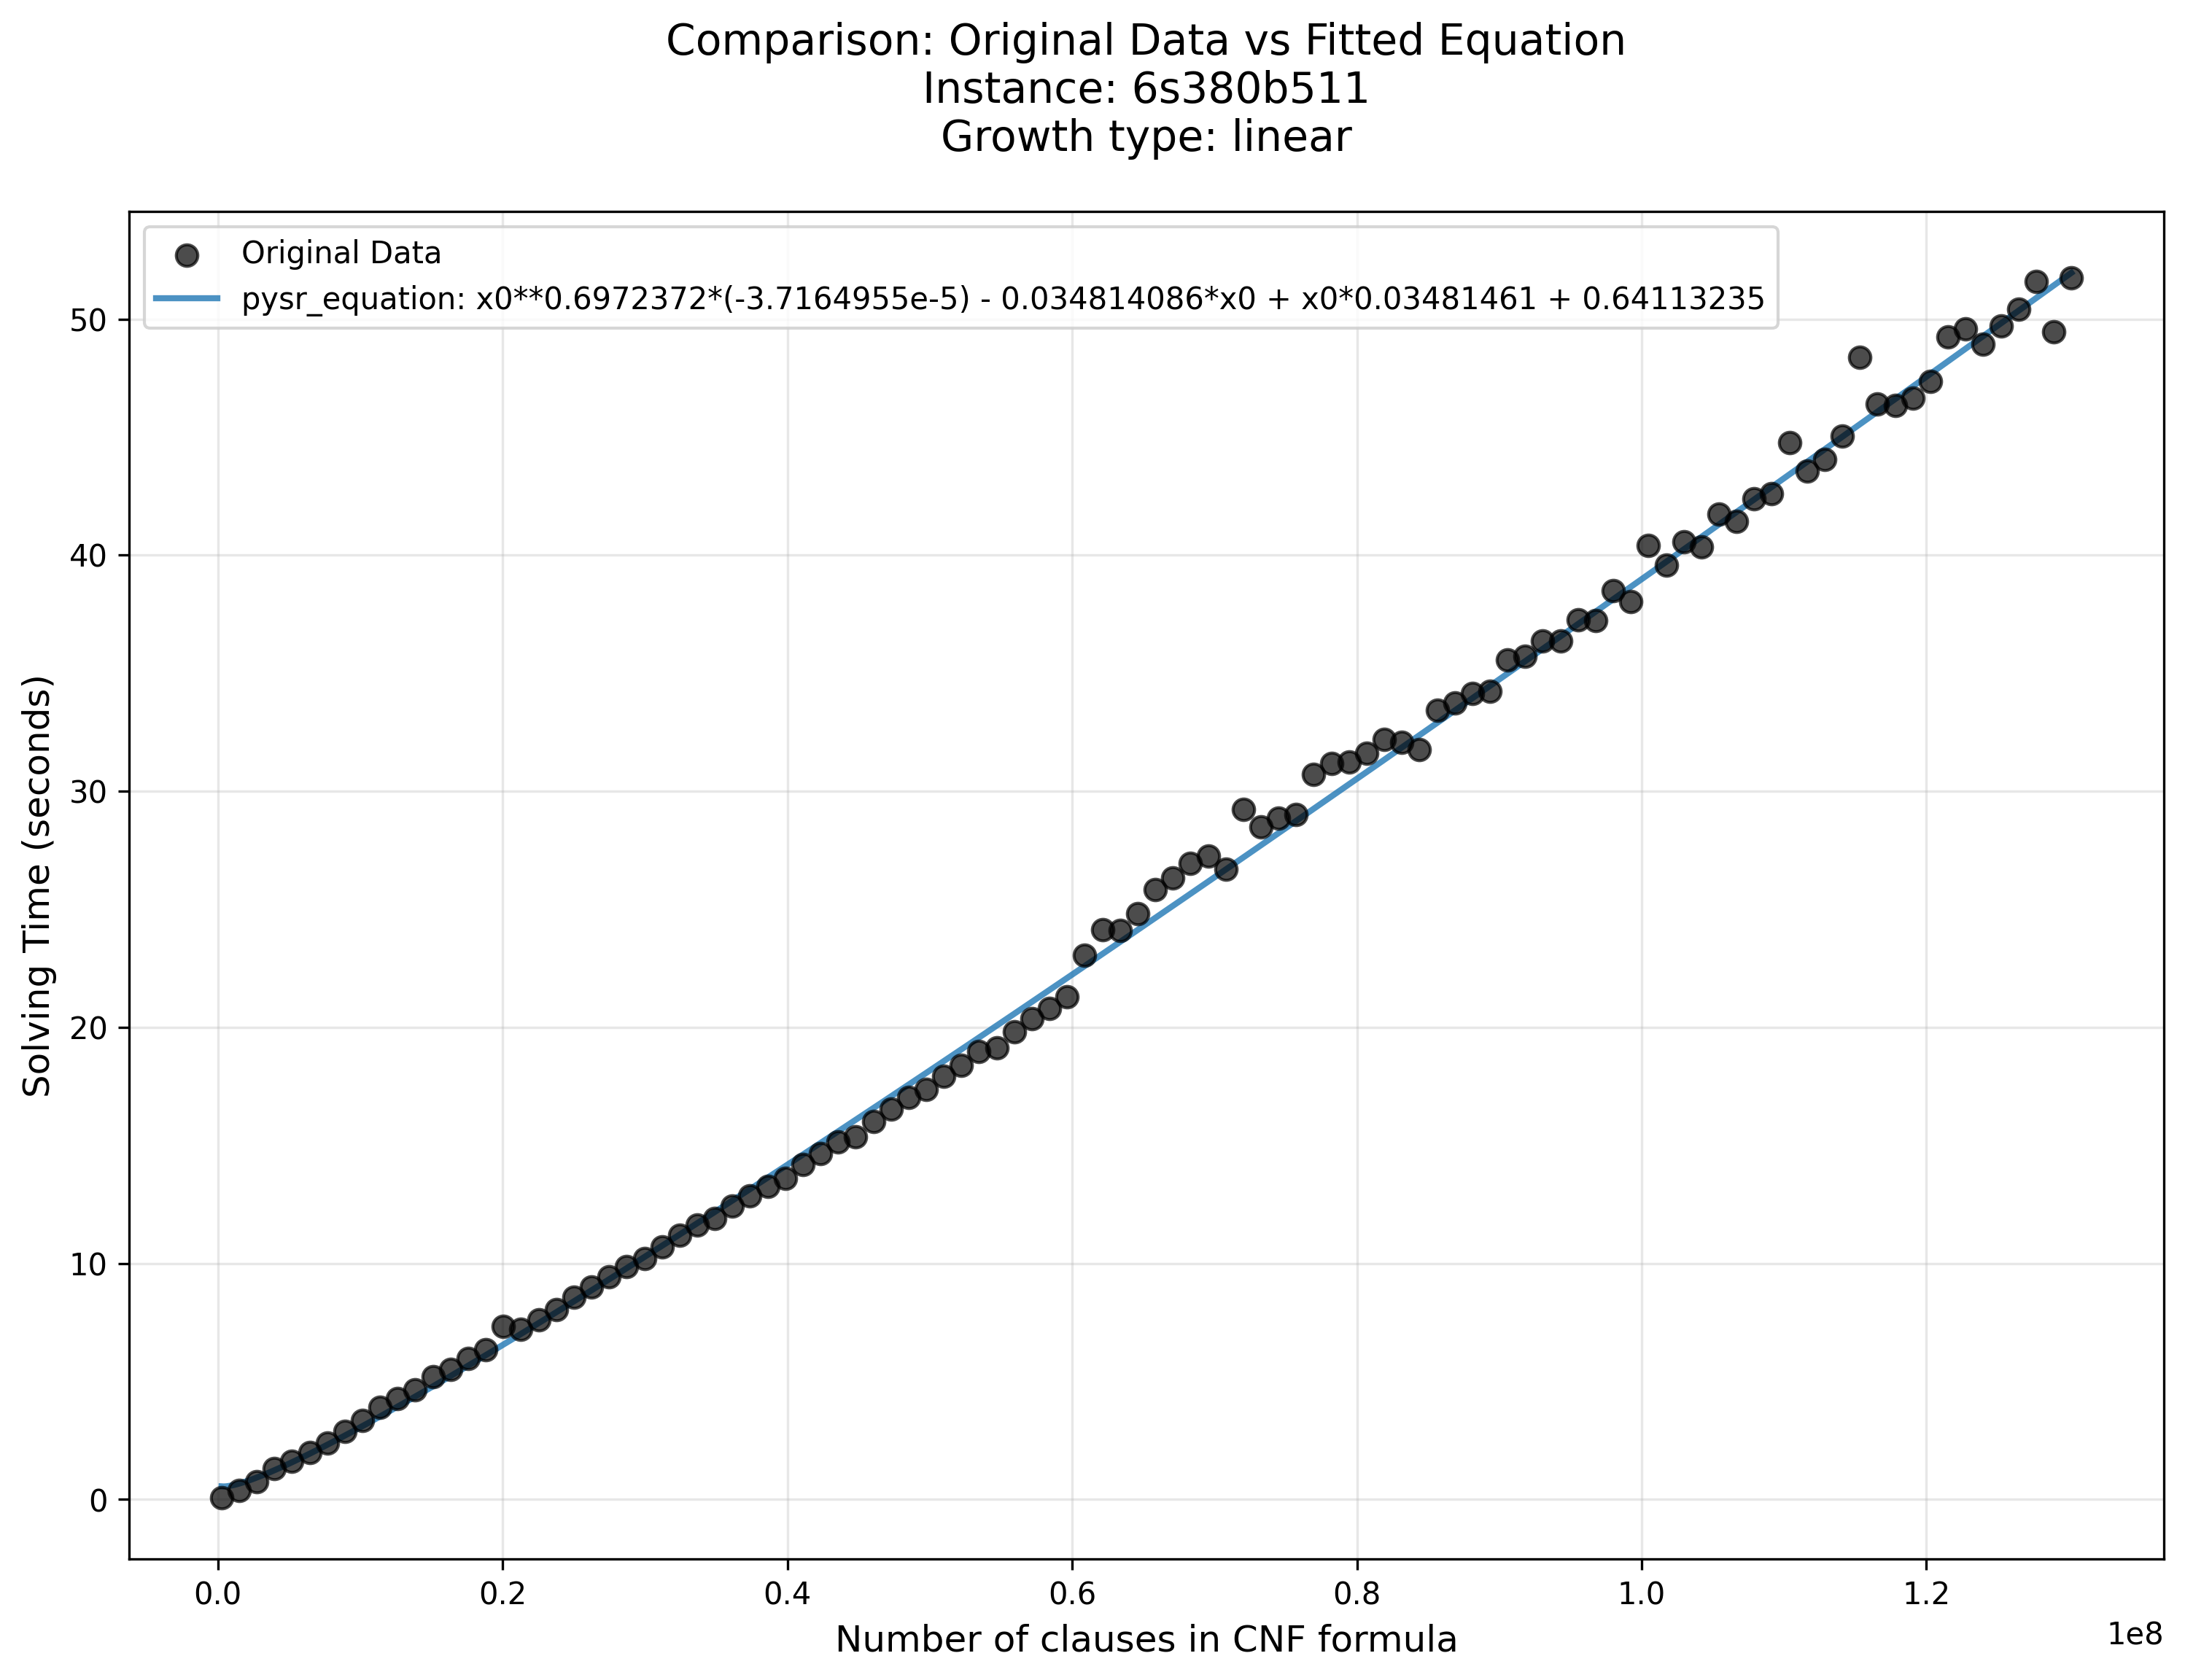 Comparison: Original Data vs Fitted Equation
Instance: 6s380b511
Growth type: linear
Original Data
pysr_equation: x0**0.6972372*(-3.7164955e-5) - 0.034814086*x0 + x0*0.03481461 + 0.64113235
50
40
30
20
10
0
Solving Time (seconds)
0.0 0.2 0.4 0.6 0.8 1.0 1.2
1e8
Number of clauses in CNF formula